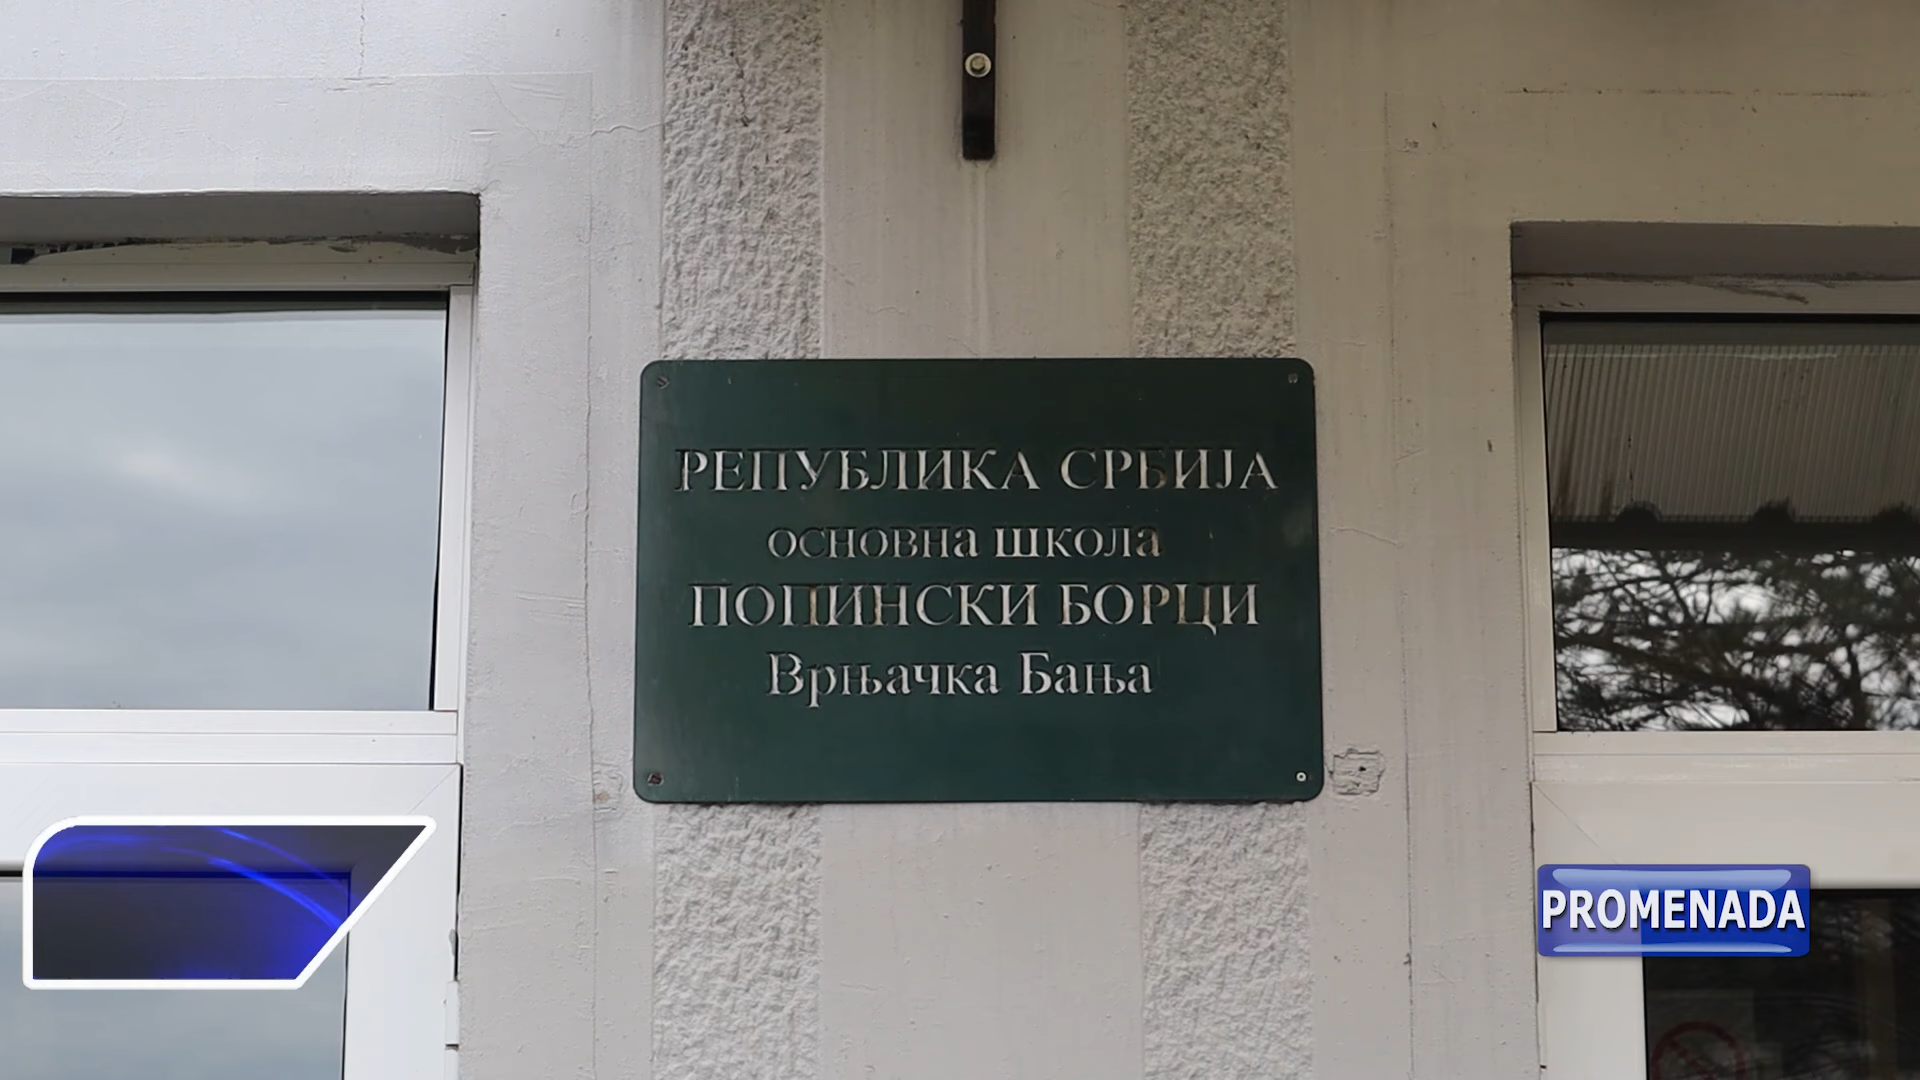 РЕПУБЛИКА СРБИЈА
ОСНОВНа ШКОЛа
ПОПИНСКИ БОРЦИ
Врњачка Бања
PROMENADA